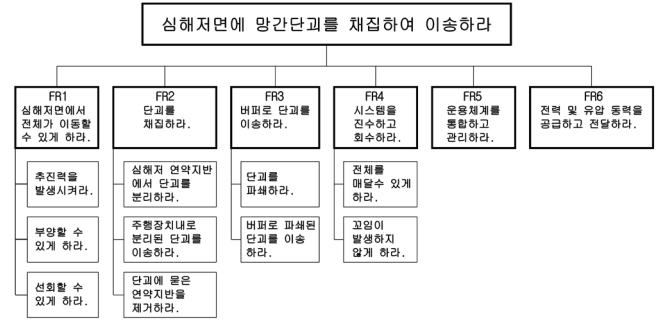 심해저면에 망간단괴를 채집하여 이송하라
FR1
심해저면에서
전체가 이동할
수 있게 하라.
FR2
단괴를
채집하라.
FR3
버퍼로 단괴를
이송하라.
FR4
시스템을
진수하고
회수하라.
FR5
운용체계를
통합하고
관리하라.
FR6
전력 및 유압 동력을
공급하고 전달하라.
추진력을
발생시켜라.
부양할 수
있게 하라.
선회할 수
있게 하라.
심해저 연약지반
에서 단괴를
분리하라.
주행장치내로
분리된 단괴를
이송하라.
단괴에 묻은
연약지반을
제거하라.
단괴를
파쇄하라.
버퍼로 파쇄된
단괴를 이송
하라.
전체를
매달수 있게
하라.
꼬임이
발생하지
않게 하라.